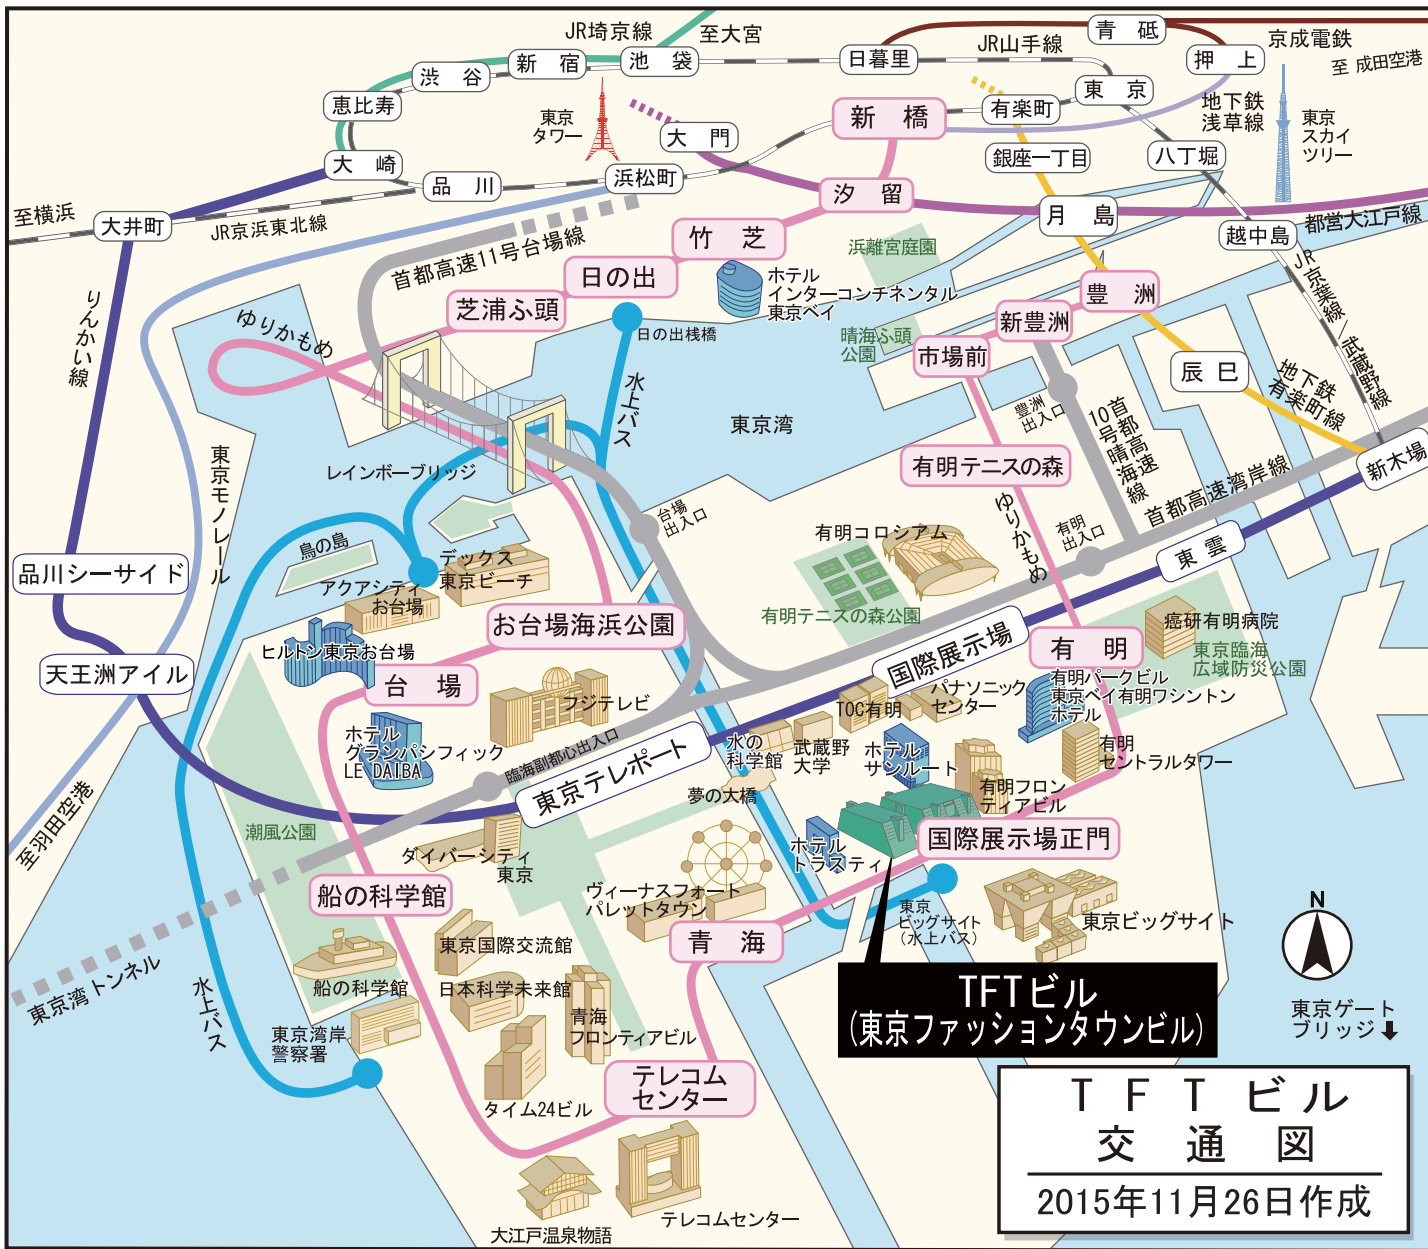 JR埼京線
至大宮
青砥
JR山手線
京成電鉄
至 成田空港
新宿
池袋
日暮里
押上
渋谷
恵比寿
東京
タワー
新橋
有楽町
東京
地下鉄
浅草線
東京
スカイ
ツリー
大門
大崎
品川
浜松町
銀座一丁目
八丁堀
至横浜
大井町
JR京浜東北線
汐留
月島
都営大江戸線
越中島
首都高速11号台場線
竹芝
浜離宮庭園
JR京葉線/武蔵野線
日の出
ホテル
インターコンチネンタル
東京ベイ
豊洲
りんかい線
ゆりかもめ
芝浦ふ頭
日の出桟橋
新豊洲
晴海ふ頭
公園
市場前
辰巳
地下鉄
有楽町線
水上バス
東京湾
豊洲
出入口
首都高速
10号晴海線
東京モノレール
レインボーブリッジ
有明テニスの森
新木場
首都高速湾岸線
台場
出入口
ゆりかもめ
有明
出入口
有明コロシアム
鳥の島
デックス
東京ビーチ
東雲
品川シーサイド
アクアシティ
お台場
有明テニスの森公園
お台場海浜公園
癌研有明病院
ヒルトン東京お台場
国際展示場
有明
東京臨海
広域防災公園
天王洲アイル
台場
フジテレビ
有明パークビル
東京ベイ有明ワシントン
ホテル
パナソニック
センター
TOC有明
ホテル
グランパシフィック
LE DAIBA
臨海副都心出入口
東京テレポート
水の
科学館
武蔵野
大学
ホテル
サンルート
有明
セントラルタワー
至羽田空港
夢の大橋
有明フロン
ティアビル
潮風公園
ダイバーシティ
東京
ホテル
トラスティ
国際展示場正門
船の科学館
ヴィーナスフォート
パレットタウン
東京
ビッグサイト
(水上バス)
東京ビッグサイト
N
東京国際交流館
青海
東京湾トンネル
船の科学館
日本科学未来館
TFTビル
(東京ファッションタウンビル)
水上バス
青海
フロンティアビル
東京ゲート
ブリッジ
東京湾岸
警察署
テレコム
センター
タイム24ビル
TFTビル
交通図
2015年11月26日作成
大江戸温泉物語
テレコムセンター